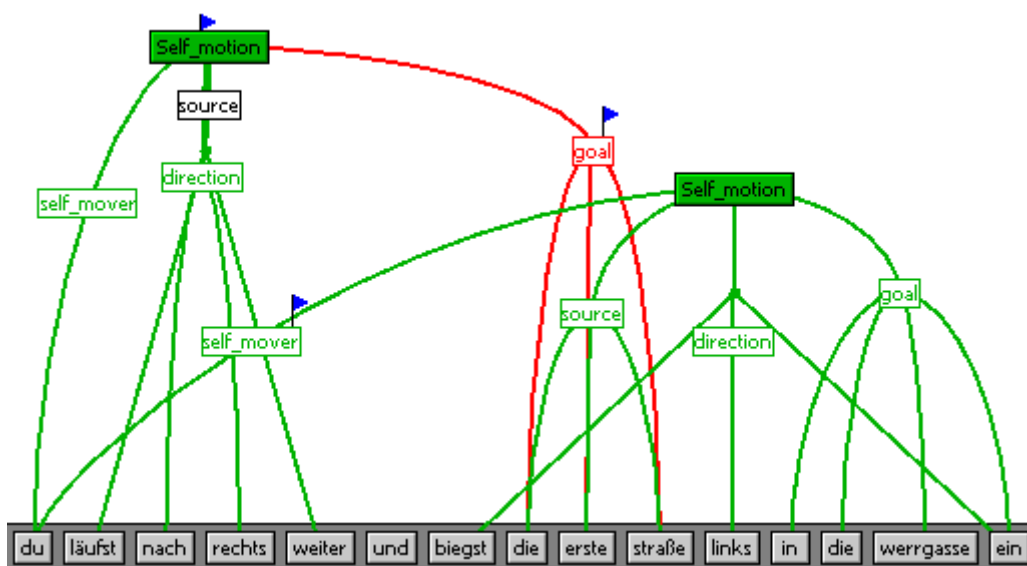 Self_motion
source
goal
direction
Self_motion
self_mover
goal
source
self_mover
direction
du läufst nach rechts weiter und biegst die erste straße links in die werrgasse ein